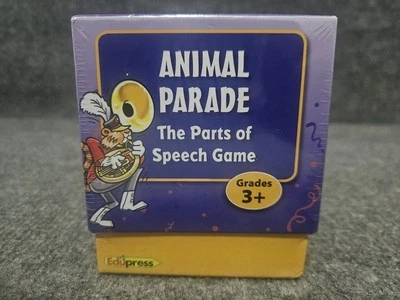 ANIMAL
PARADE
The Parts of
Speech Game
Grades
3+
Edupress